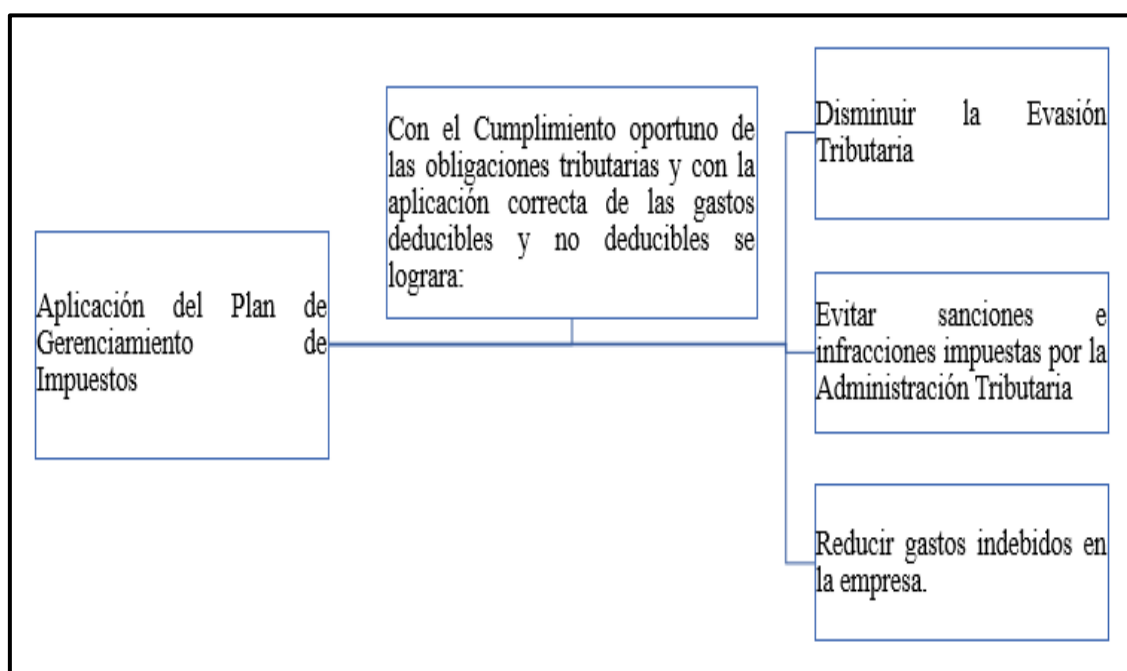 Aplicación del Plan de
Gerenciamiento de
Impuestos
Con el Cumplimiento oportuno de
las obligaciones tributarias y con la
aplicación correcta de las gastos
deducibles y no deducibles se
lograra:
Disminuir la Evasión
Tributaria
Evitar sanciones e
infracciones impuestas por la
Administración Tributaria
Reducir gastos indebidos en
la empresa.